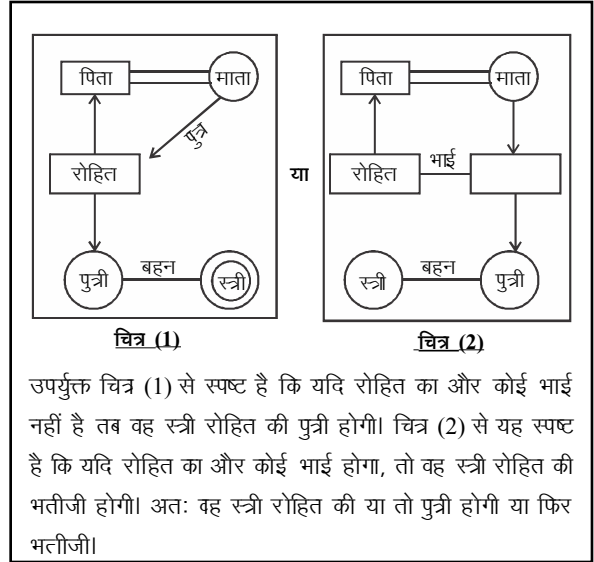 पिता माता
पुत्र
रोहित
पुत्री बहन स्त्री
चित्र (1)
या
पिता माता
रोहित भाई
स्त्री बहन पुत्री
चित्र (2)
उपर्युक्त चित्र (1) से स्पष्ट है कि यदि रोहित का और कोई भाई
नहीं है तब वह स्त्री रोहित की पुत्री होगी। चित्र (2) से यह स्पष्ट
है कि यदि रोहित का और कोई भाई होगा, तो वह स्त्री रोहित की
भतीजी होगी। अतः वह स्त्री रोहित की या तो पुत्री होगी या फिर
भतीजी।